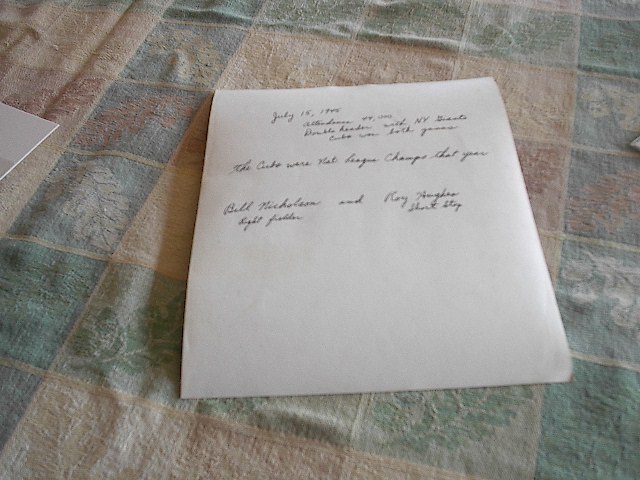 July 15, 1945
Attendance 44,000
Double header with NY Giants
Cubs won both games
The Cubs were Nat League Champs that year
Bill Nicholson and Roy Hughes
Right fielder Short Stop